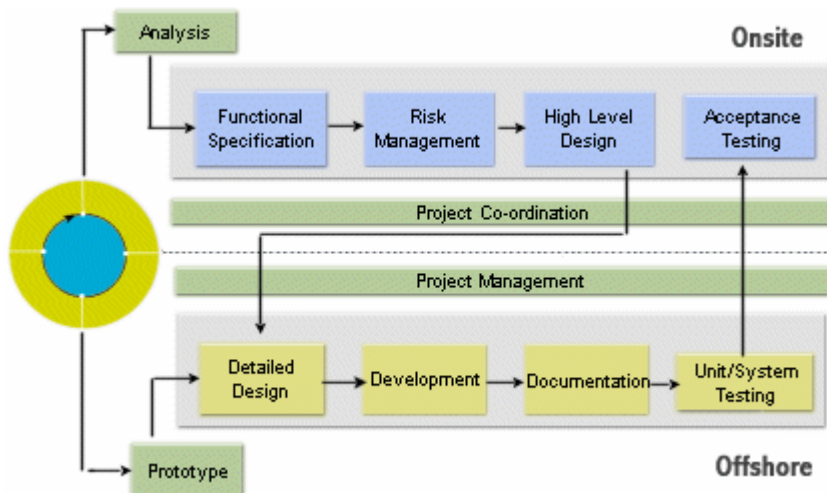 Analysis
Onsite
Functional
Specification
Risk
Management
High Level
Design
Acceptance
Testing
Project Co-ordination
Project Management
Detailed
Design
Development
Documentation
Unit/System
Testing
Prototype
Offshore